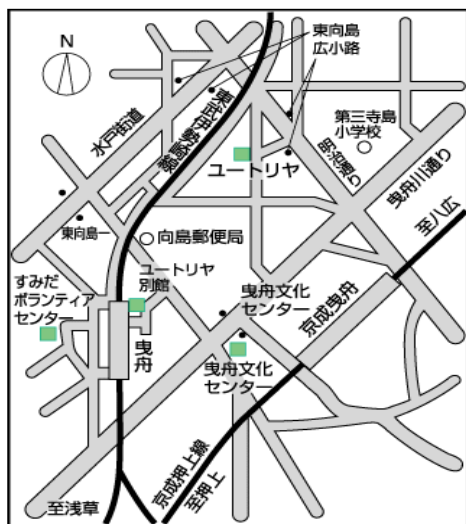 N
東向島
広小路
水戸街道
東武伊勢崎線
第三寺島
小学校
明治通り
ユートリヤ
曳舟川通り
至八広
東向島一
向島郵便局
すみだ
ボランティア
センター
ユートリヤ
別館
曳舟文化
センター
京成曳舟
曳舟
曳舟文化
センター
京成押上線
至押上
至浅草